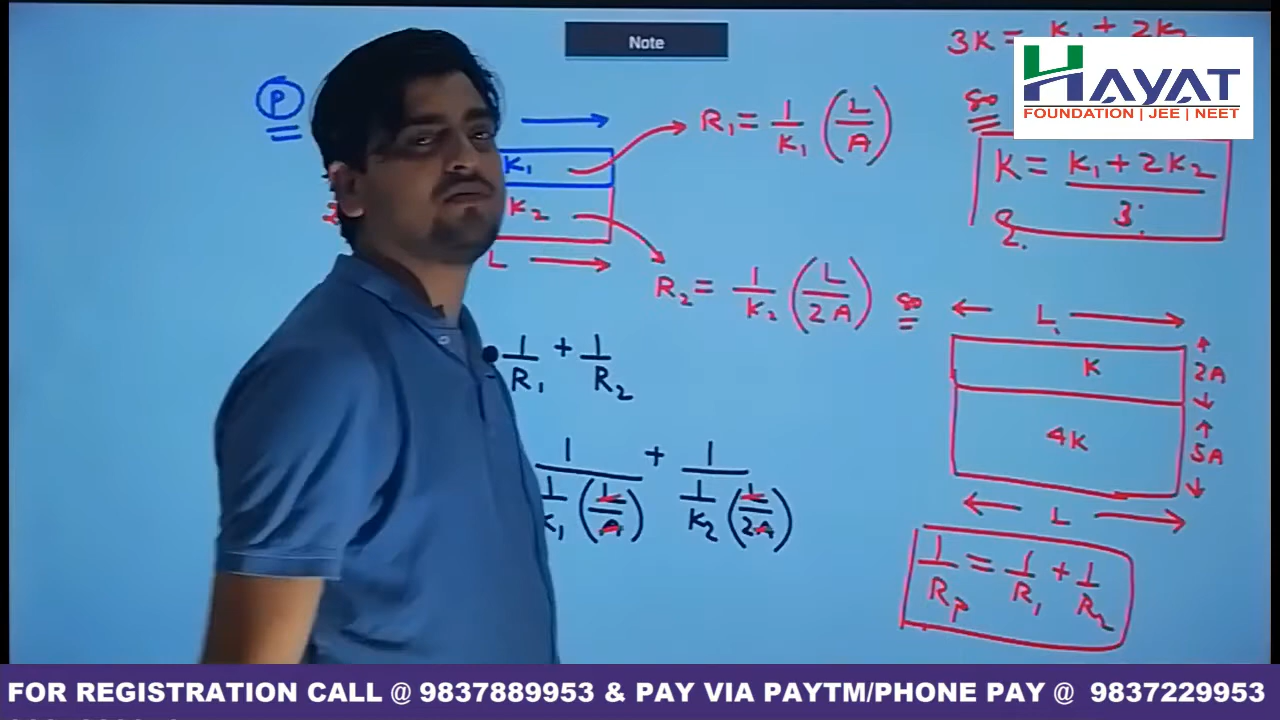 Note
3K = K₁ + 2K₂
HAYAT
FOUNDATION | JEE | NEET
P
K₁
K₂
L
R₁ = 1/K₁ (L/A)
R₂ = 1/K₂ (L/2A)
so
K = K₁ + 2K₂ / 3
Q.
so
L
K
2A
4K
5A
L
1/R₁ + 1/R₂
1 / 1/K₁ (L/A) + 1 / 1/K₂ (L/2A)
1/Rₚ = 1/R₁ + 1/R₂
FOR REGISTRATION CALL @ 9837889953 & PAY VIA PAYTM/PHONE PAY @ 9837229953